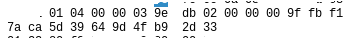 . 01 04 00 00 03 9e db 02 00 00 00 9f fb f1
7a ca 5d 39 64 9d 4f b9 2d 33